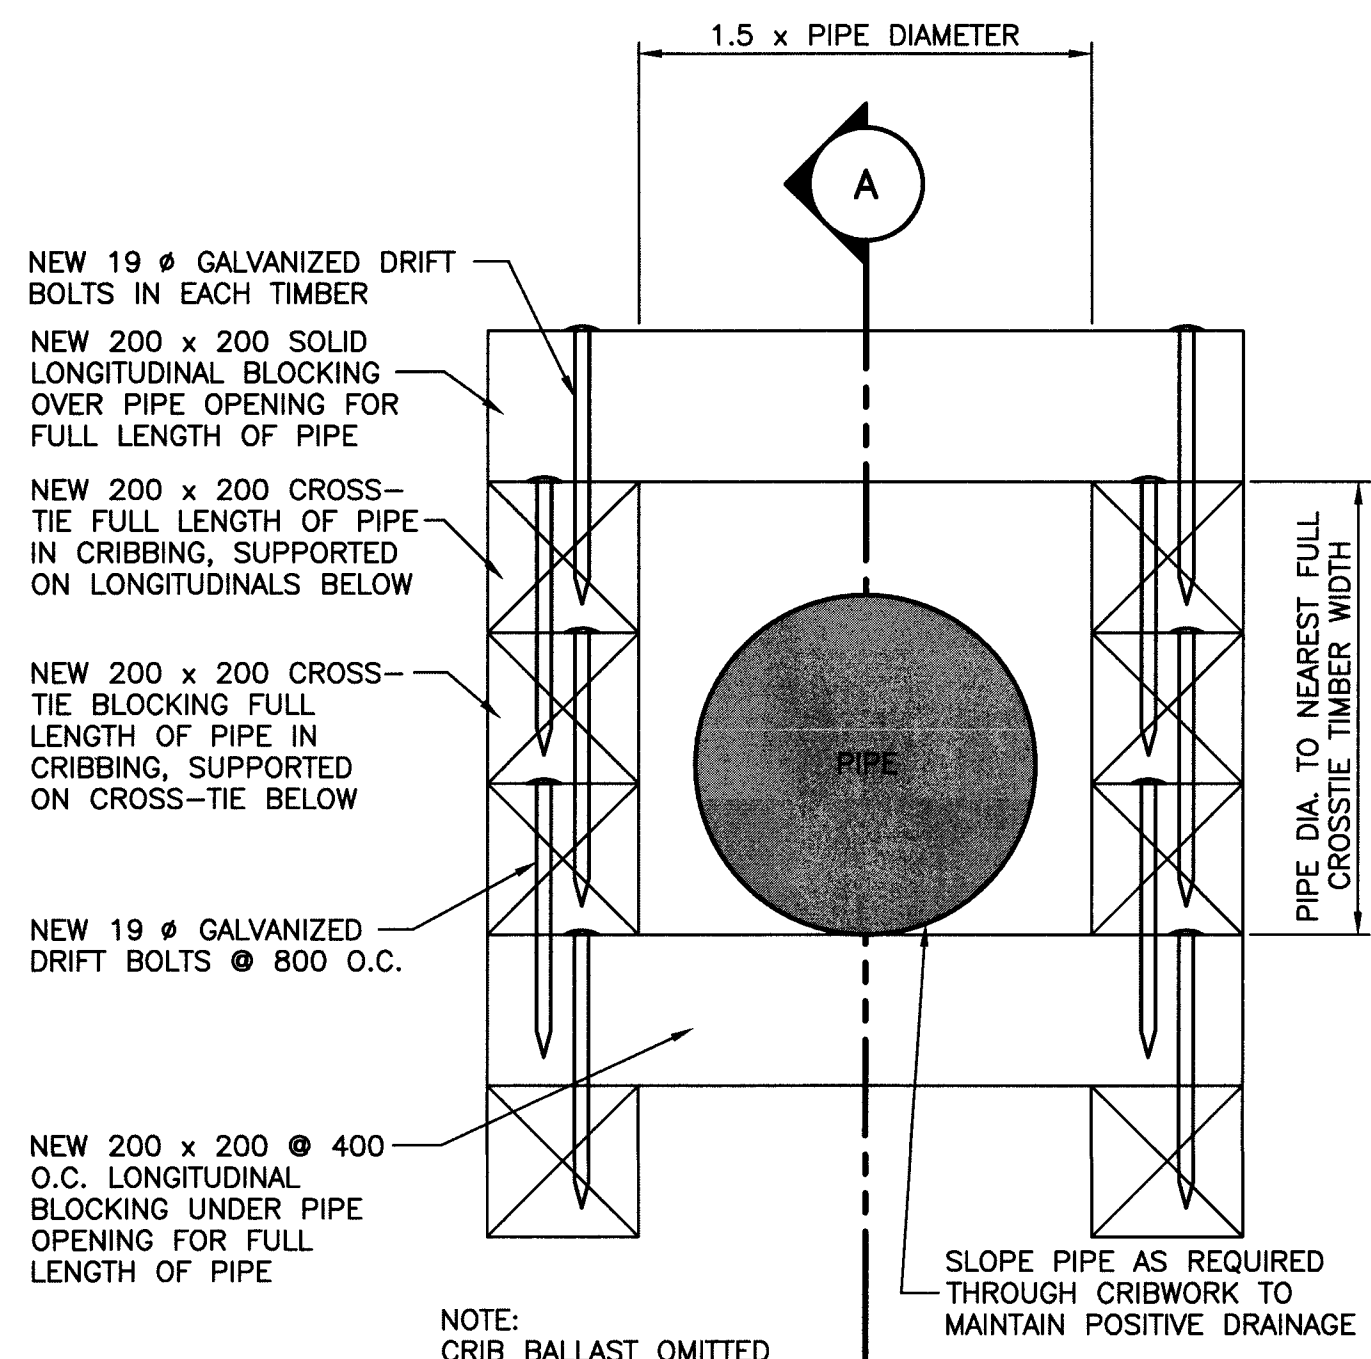 1.5 x PIPE DIAMETER
A
NEW 19 ø GALVANIZED DRIFT
BOLTS IN EACH TIMBER
NEW 200 x 200 SOLID
LONGITUDINAL BLOCKING
OVER PIPE OPENING FOR
FULL LENGTH OF PIPE
NEW 200 x 200 CROSS-
TIE FULL LENGTH OF PIPE
IN CRIBBING, SUPPORTED
ON LONGITUDINALS BELOW
NEW 200 x 200 CROSS-
TIE BLOCKING FULL
LENGTH OF PIPE IN
CRIBBING, SUPPORTED
ON CROSS-TIE BELOW
NEW 19 ø GALVANIZED
DRIFT BOLTS @ 800 O.C.
NEW 200 x 200 @ 400
O.C. LONGITUDINAL
BLOCKING UNDER PIPE
OPENING FOR FULL
LENGTH OF PIPE
PIPE
PIPE DIA. TO NEAREST FULL
CROSSTIE TIMBER WIDTH
SLOPE PIPE AS REQUIRED
THROUGH CRIBWORK TO
MAINTAIN POSITIVE DRAINAGE
NOTE:
CRIB BALLAST OMITTED